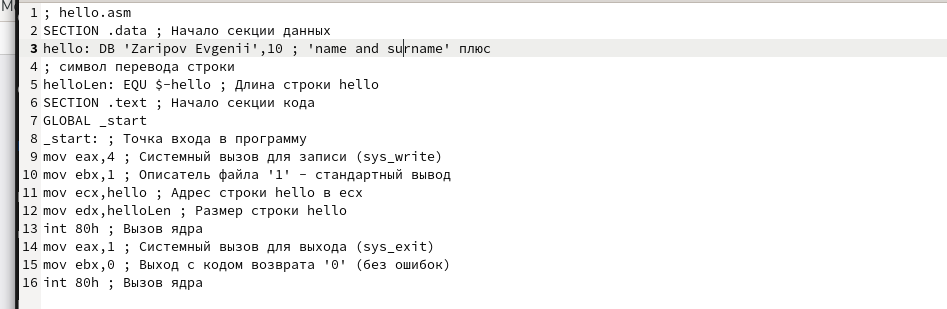 1 ; hello.asm
2 SECTION .data ; Начало секции данных
3 hello: DB 'Zaripov Evgenii',10 ; 'name and surname' плюс
4 ; символ перевода строки
5 helloLen: EQU $-hello ; Длина строки hello
6 SECTION .text ; Начало секции кода
7 GLOBAL _start
8 _start: ; Точка входа в программу
9 mov eax,4 ; Системный вызов для записи (sys_write)
10 mov ebx,1 ; Описатель файла '1' - стандартный вывод
11 mov ecx,hello ; Адрес строки hello в ecx
12 mov edx,helloLen ; Размер строки hello
13 int 80h ; Вызов ядра
14 mov eax,1 ; Системный вызов для выхода (sys_exit)
15 mov ebx,0 ; Выход с кодом возврата '0' (без ошибок)
16 int 80h ; Вызов ядра